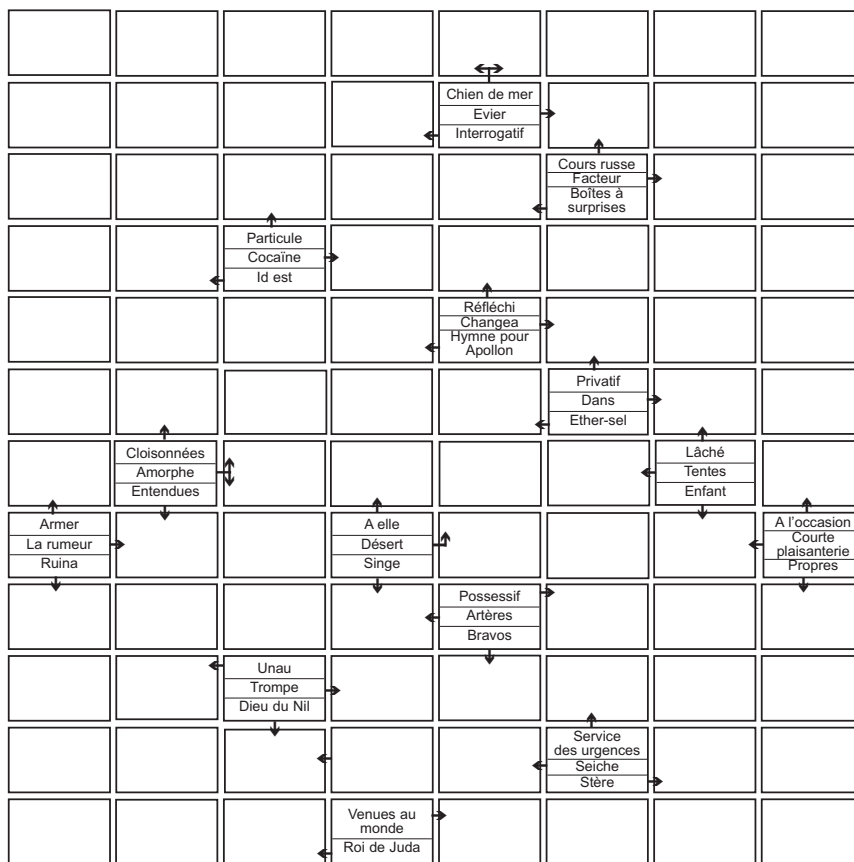 Chien de mer
Evier
Interrogatif
Cours russe
Facteur
Boîtes à
surprises
Particule
Cocaïne
Id est
Réfléchi
Changea
Hymne pour
Apollon
Privatif
Dans
Ether-sel
Cloisonnées
Amorphe
Entendues
Lâché
Tentes
Enfant
Armer
La rumeur
Ruina
A elle
Désert
Singe
A l'occasion
Courte
plaisanterie
Propres
Possessif
Artères
Bravos
Unau
Trompe
Dieu du Nil
Service
des urgences
Seiche
Stère
Venues au
monde
Roi de Juda